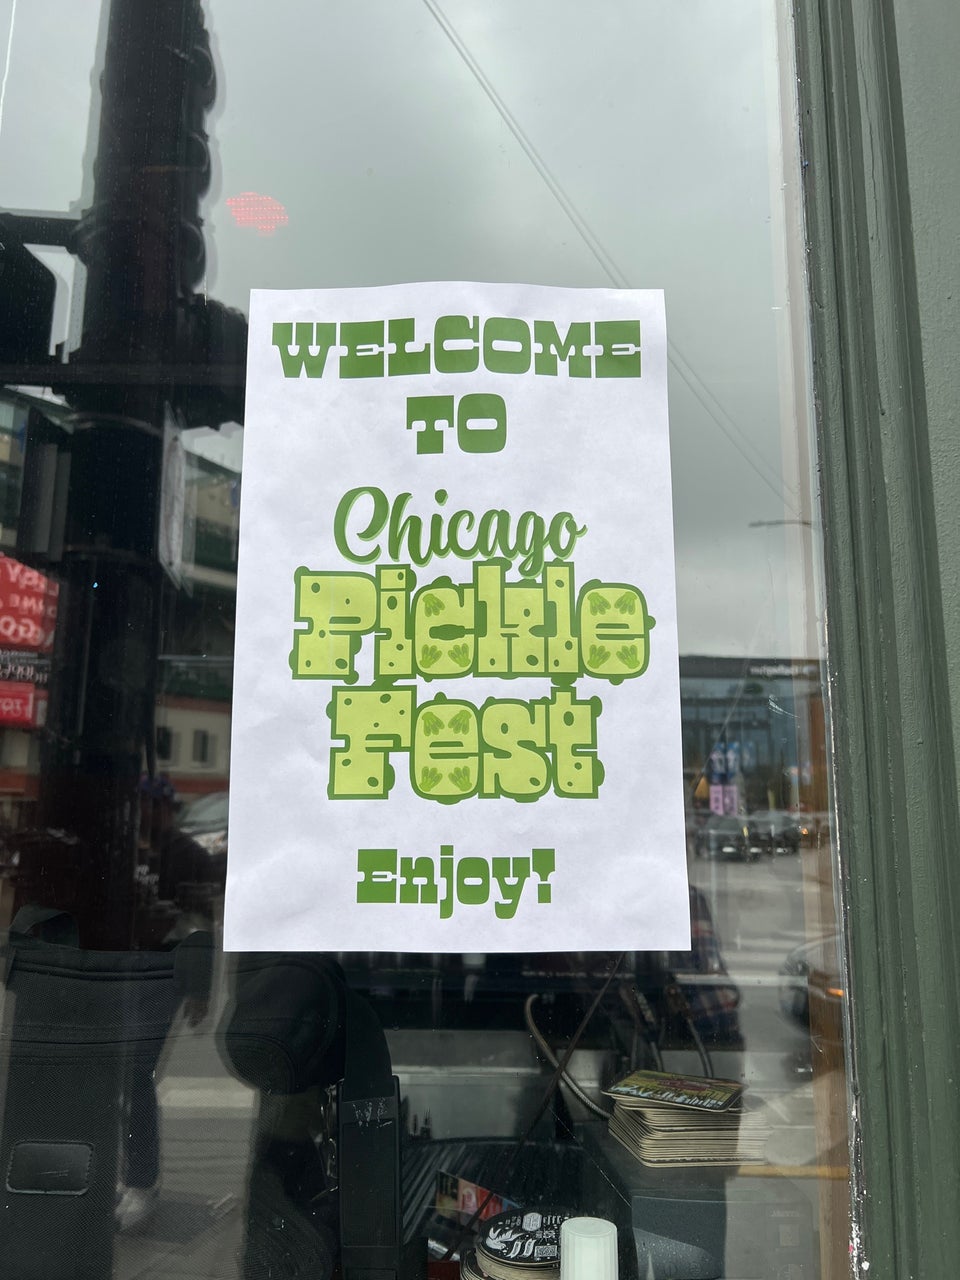 WELCOME
TO
Chicago
Pickle
Fest
Enjoy!